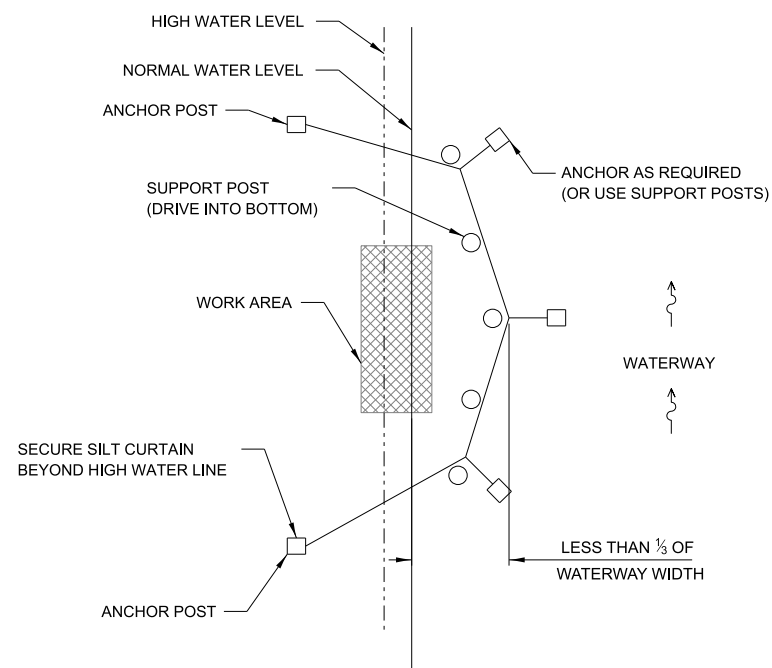 HIGH WATER LEVEL
NORMAL WATER LEVEL
ANCHOR POST
ANCHOR AS REQUIRED
(OR USE SUPPORT POSTS)
SUPPORT POST
(DRIVE INTO BOTTOM)
WORK AREA
WATERWAY
SECURE SILT CURTAIN
BEYOND HIGH WATER LINE
LESS THAN ⅓ OF
WATERWAY WIDTH
ANCHOR POST